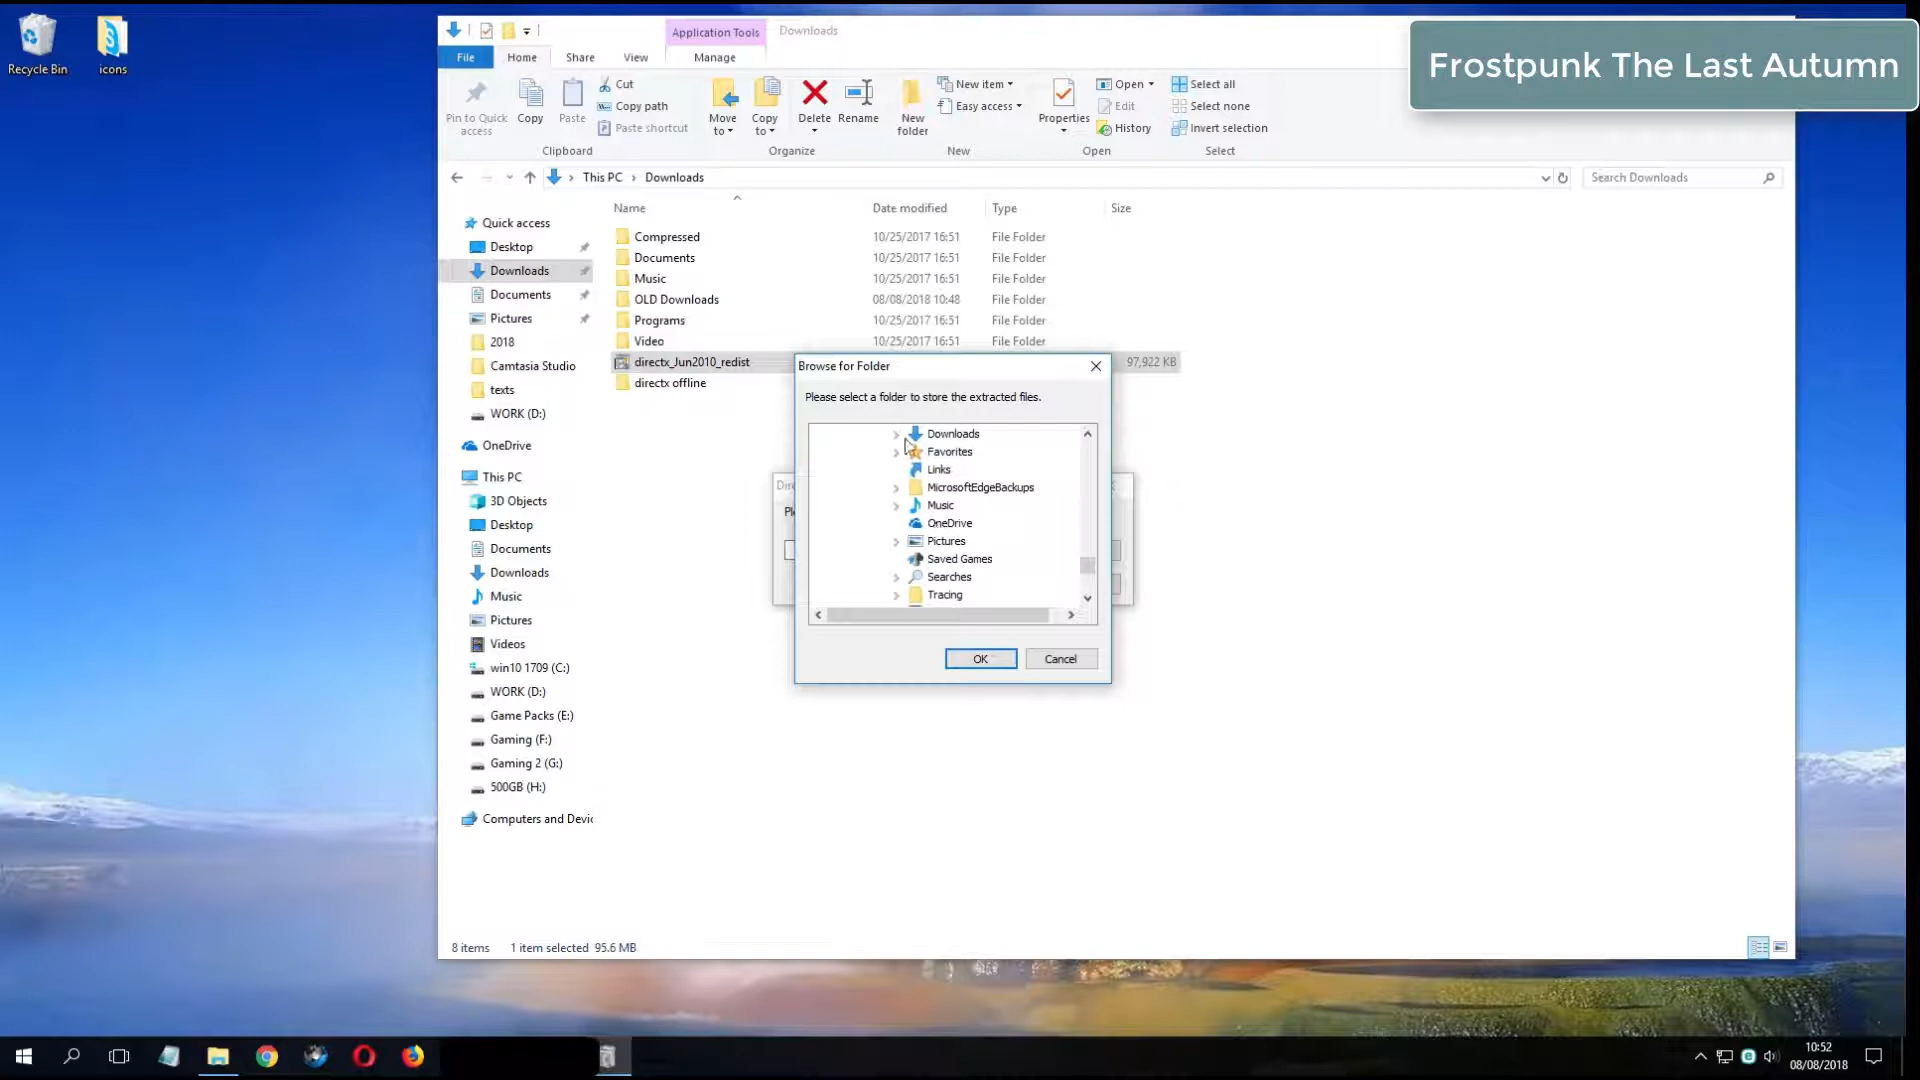 Recycle Bin
icons
Application Tools
Downloads
File
Home
Share
View
Manage
Frostpunk The Last Autumn
Pin to Quick
access
Copy
Paste
Cut
Copy path
Paste shortcut
Clipboard
Move
to
Copy
to
Delete
Rename
Organize
New
folder
New item
Easy access
New
Properties
Open
Edit
History
Open
Select all
Select none
Invert selection
Select
This PC
Downloads
Search Downloads
Name
Date modified
Type
Size
Quick access
Desktop
Downloads
Documents
Pictures
2018
Camtasia Studio
texts
WORK (D:)
OneDrive
This PC
3D Objects
Desktop
Documents
Downloads
Music
Pictures
Videos
win10 1709 (C:)
WORK (D:)
Game Packs (E:)
Gaming (F:)
Gaming 2 (G:)
500GB (H:)
Computers and Devic
Compressed 10/25/2017 16:51 File Folder
Documents 10/25/2017 16:51 File Folder
Music 10/25/2017 16:51 File Folder
OLD Downloads 08/08/2018 10:48 File Folder
Programs 10/25/2017 16:51 File Folder
Video 10/25/2017 16:51 File Folder
directx_Jun2010_redist 97,922 KB
directx offline
Browse for Folder
Please select a folder to store the extracted files.
Downloads
Favorites
Links
MicrosoftEdgeBackups
Music
OneDrive
Pictures
Saved Games
Searches
Tracing
OK
Cancel
8 items 1 item selected 95.6 MB
10:52
08/08/2018